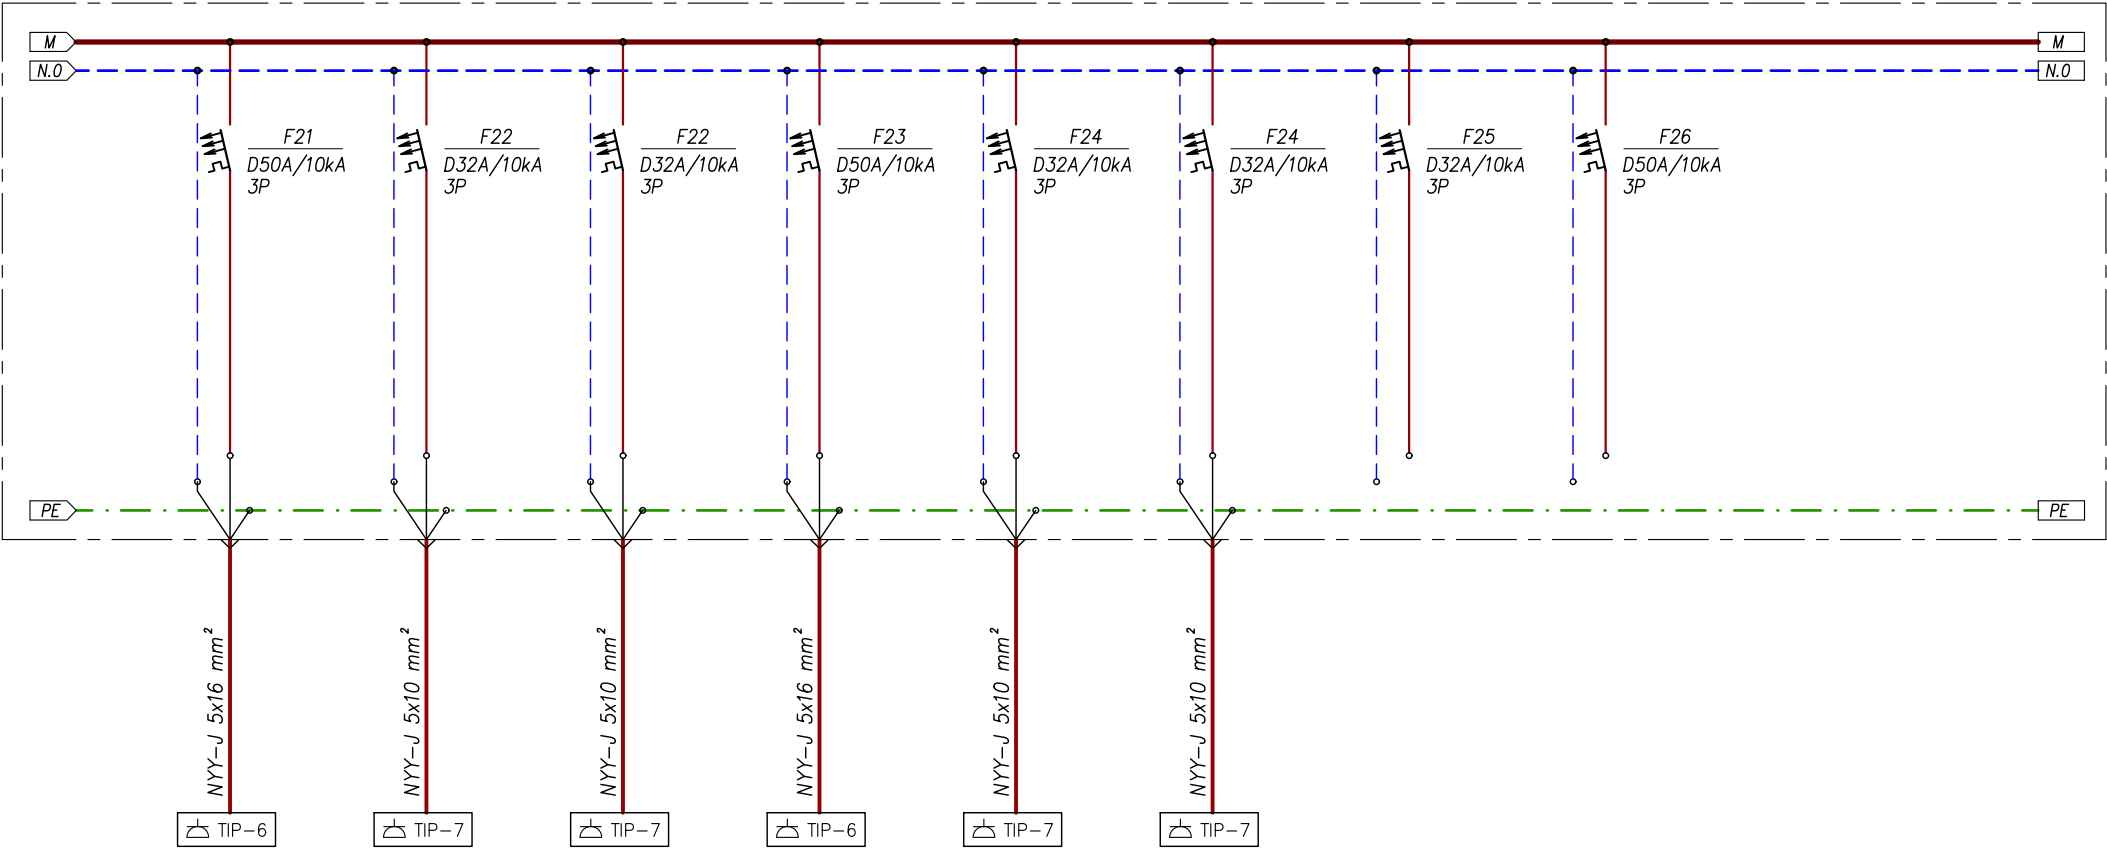 M
M
N.O
N.O
F21
D50A/10kA
3P
F22
D32A/10kA
3P
F22
D32A/10kA
3P
F23
D50A/10kA
3P
F24
D32A/10kA
3P
F24
D32A/10kA
3P
F25
D32A/10kA
3P
F26
D50A/10kA
3P
PE
PE
NYY-J 5x16 mm²
NYY-J 5x10 mm²
NYY-J 5x10 mm²
NYY-J 5x16 mm²
NYY-J 5x10 mm²
NYY-J 5x10 mm²
TIP-6
TIP-7
TIP-7
TIP-6
TIP-7
TIP-7